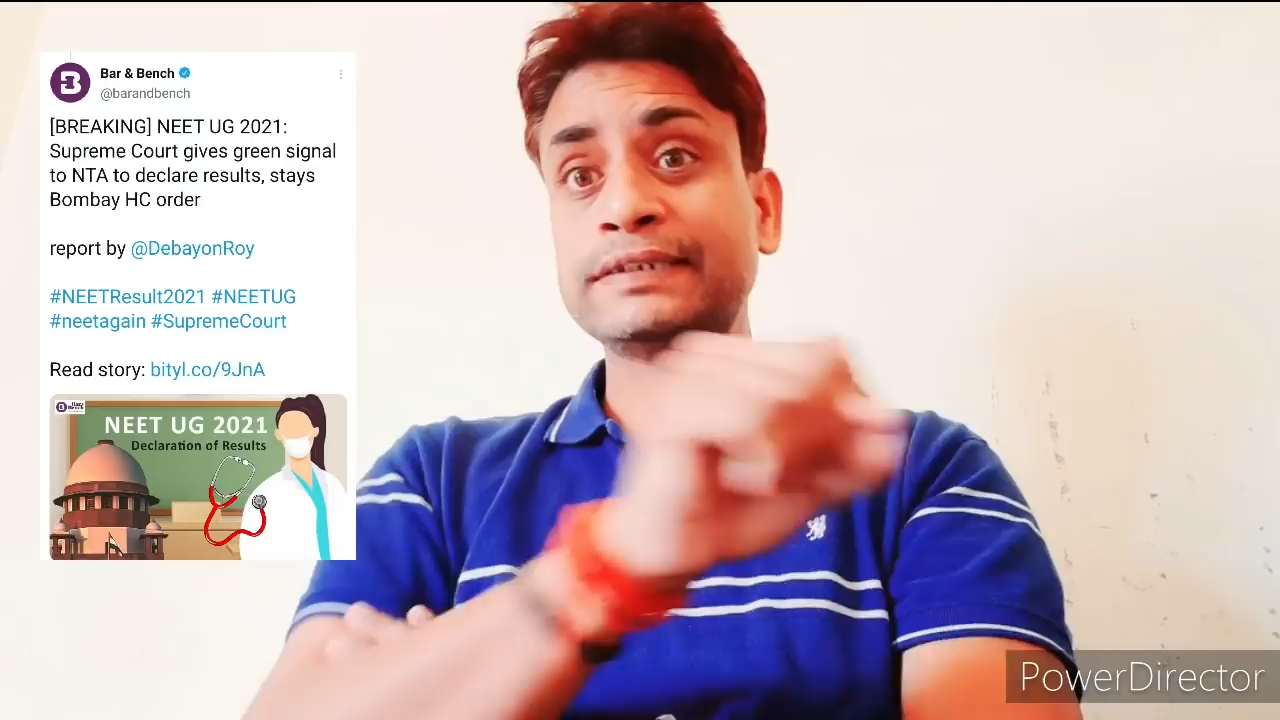 Bar & Bench
@barandbench
[BREAKING] NEET UG 2021:
Supreme Court gives green signal
to NTA to declare results, stays
Bombay HC order
report by @DebayonRoy
#NEETResult2021 #NEETUG
#neetagain #SupremeCourt
Read story: bityl.co/9JnA
NEET UG 2021
Declaration of Results
PowerDirector